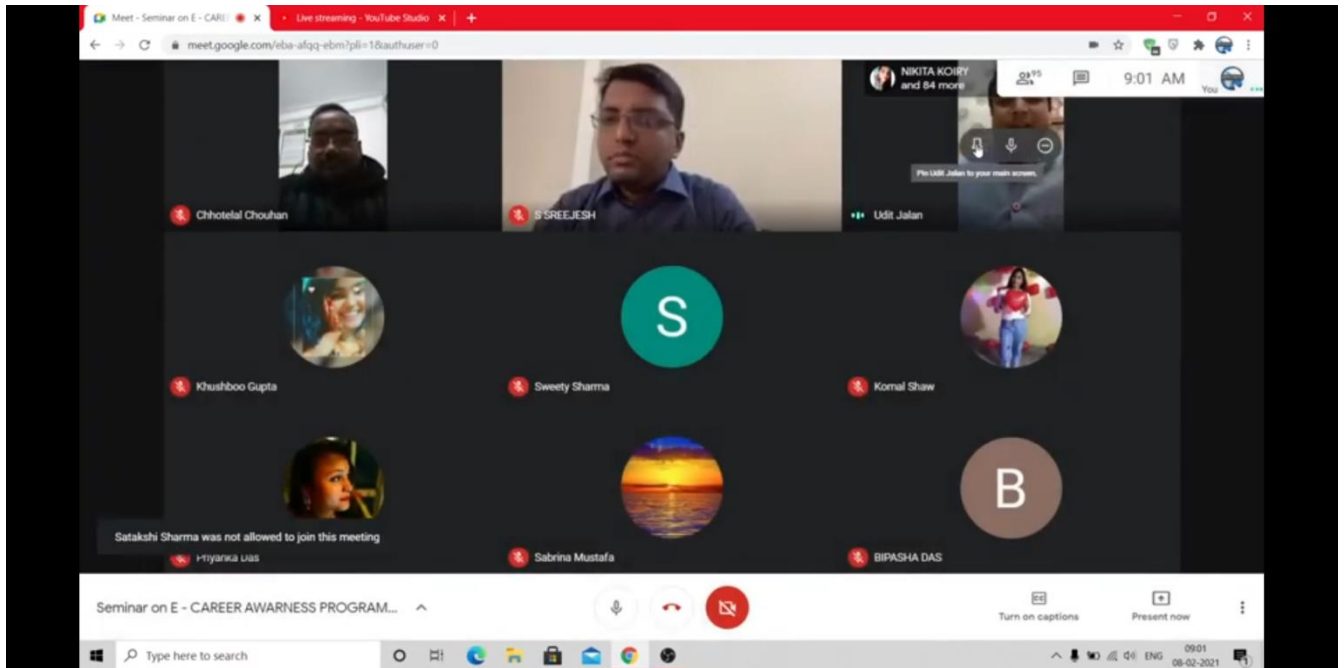 Meet - Seminar on E - CARE
Live streaming - YouTube Studio
meet.google.com/eba-afqq-ebm?pli=1&authuser=0
NIKITA KOIRY
and 84 more
95
9:01 AM
You
Pin Udit Jalan to your main screen.
Chhotelal Chouhan
S SREEJESH
Udit Jalan
S
Khushboo Gupta
Sweety Sharma
Komal Shaw
B
Satakshi Sharma was not allowed to join this meeting
Priyanka Das
Sabrina Mustafa
BIPASHA DAS
Seminar on E - CAREER AWARNESS PROGRAM...
CC
Turn on captions
Present now
Type here to search
ENG
09:01
08-02-2021